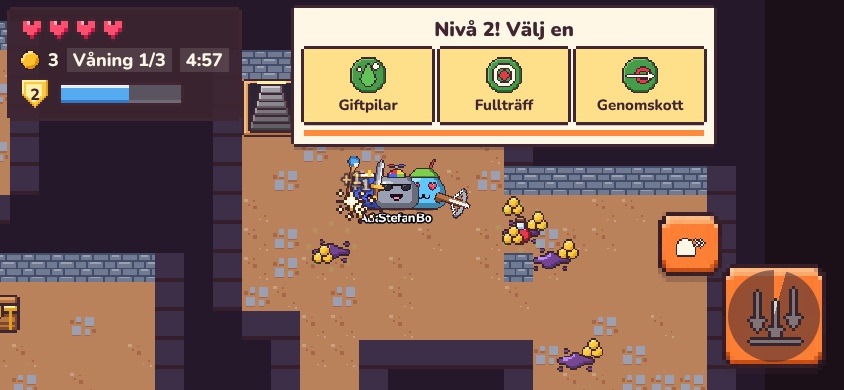 Nivå 2! Välj en
3 Våning 1/3 4:57
2
Giftpilar Fullträff Genomskott
StefanBo